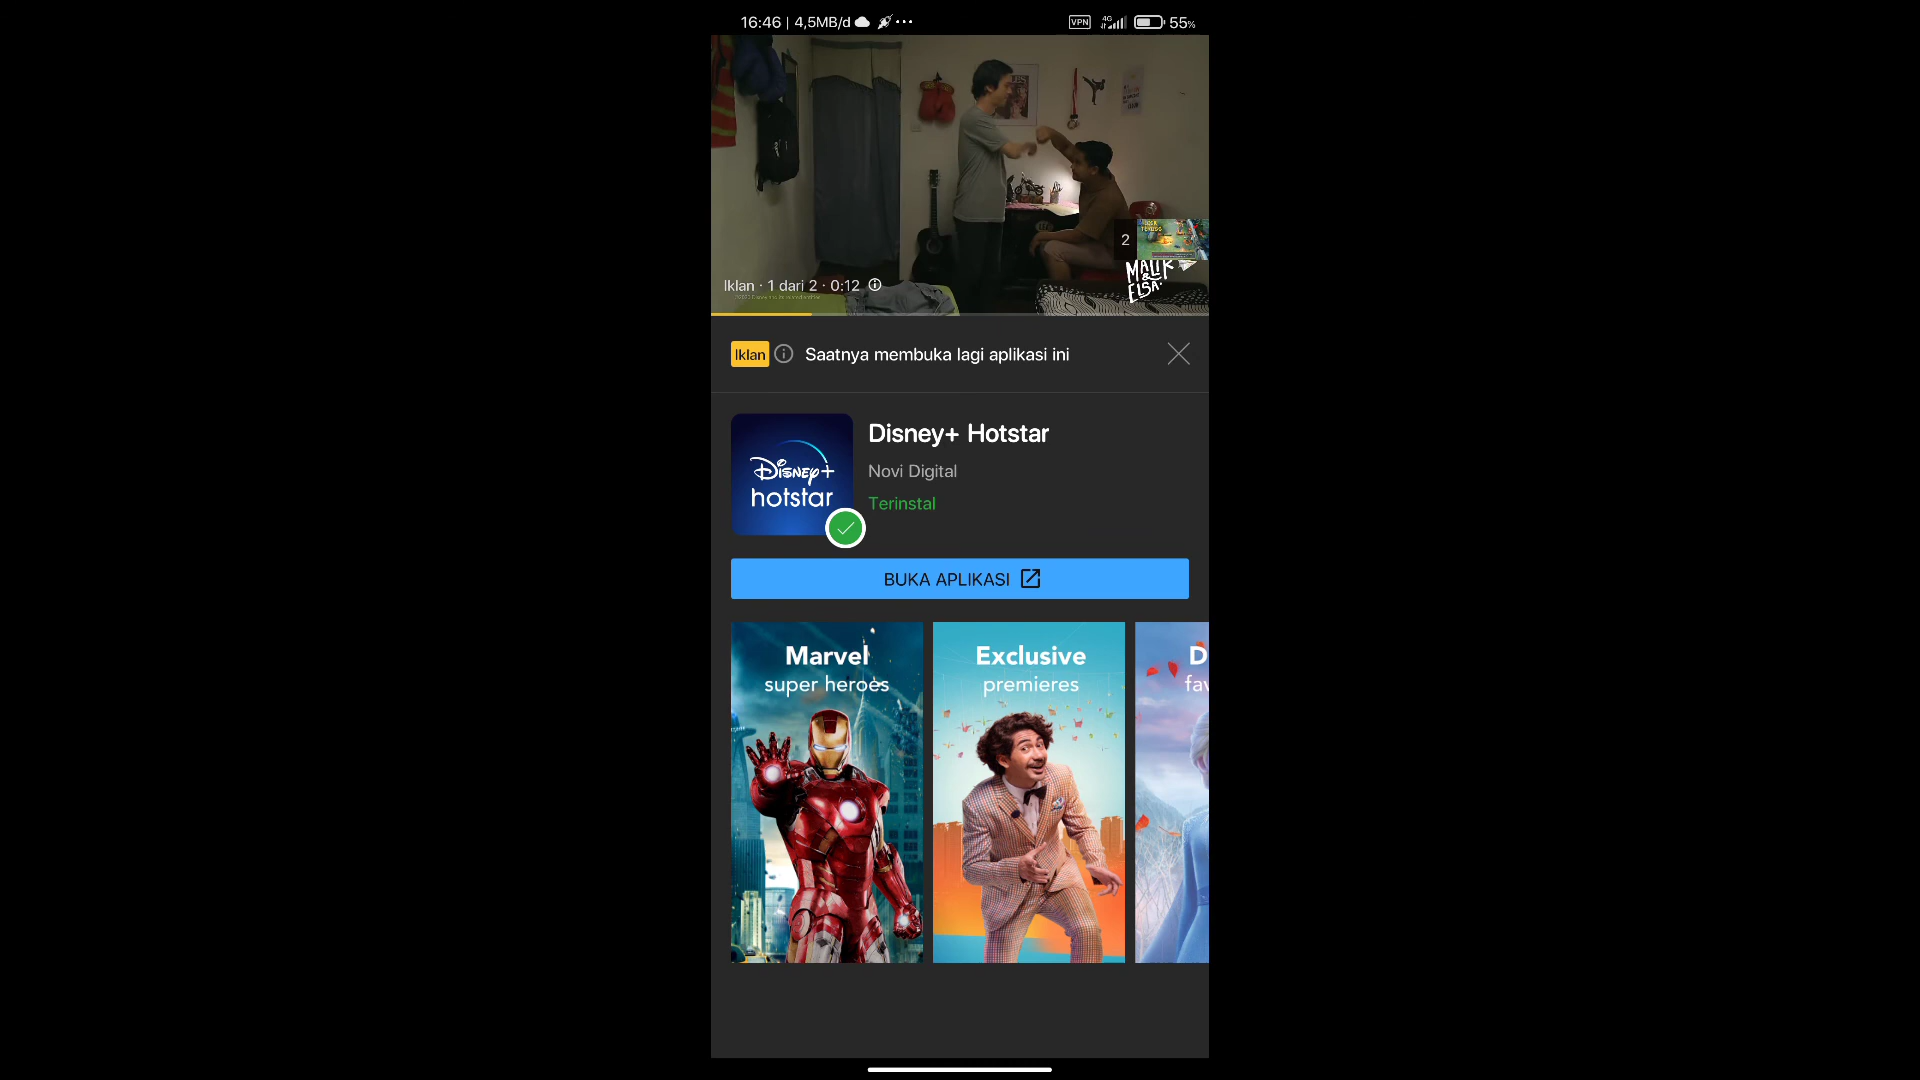 16:46 | 4,5MB/d
VPN
4G
55%
2
MALIK
&
ELSA
Iklan · 1 dari 2 · 0:12
Iklan
Saatnya membuka lagi aplikasi ini
Disney+
hotstar
Disney+ Hotstar
Novi Digital
Terinstal
BUKA APLIKASI
Marvel
super heroes
Exclusive
premieres
D
fav